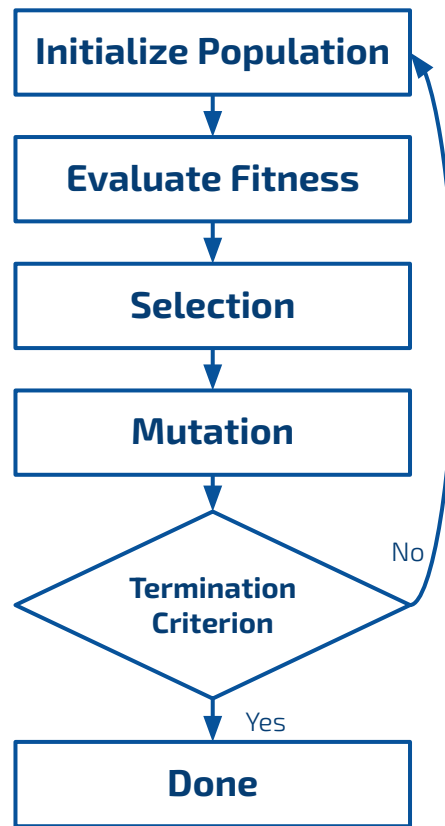 Initialize Population
Evaluate Fitness
Selection
Mutation
Termination
Criterion
No
Yes
Done